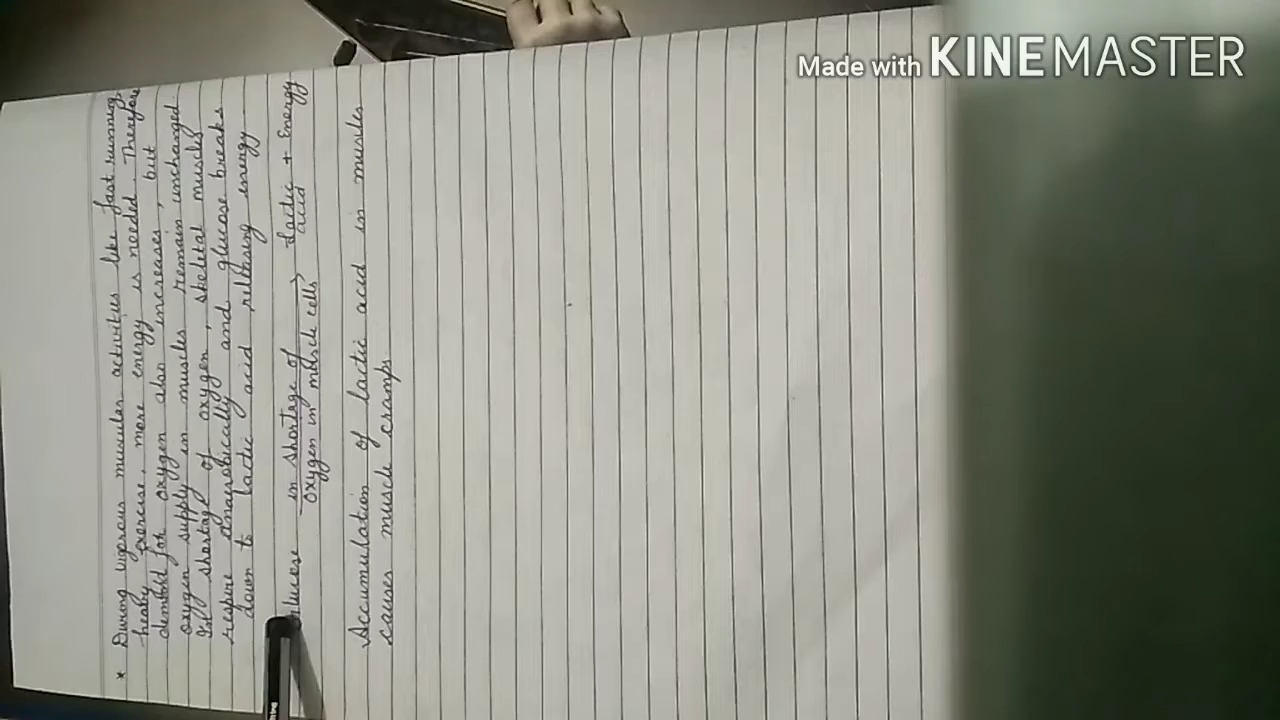 * During vigorous muscular activities like fast running,
heavy exercise, more energy is needed. Therefore
demand for oxygen also increases, but
oxygen supply in muscles remain unchanged
If shortage of oxygen, skeletal muscles
respire anaerobically and glucose breaks
down to lactic acid releasing energy
in shortage of → Lactic + Energy
oxygen in muscle cells acid
Accumulation of lactic acid in muscles
causes muscle cramps
Made with KINEMASTER